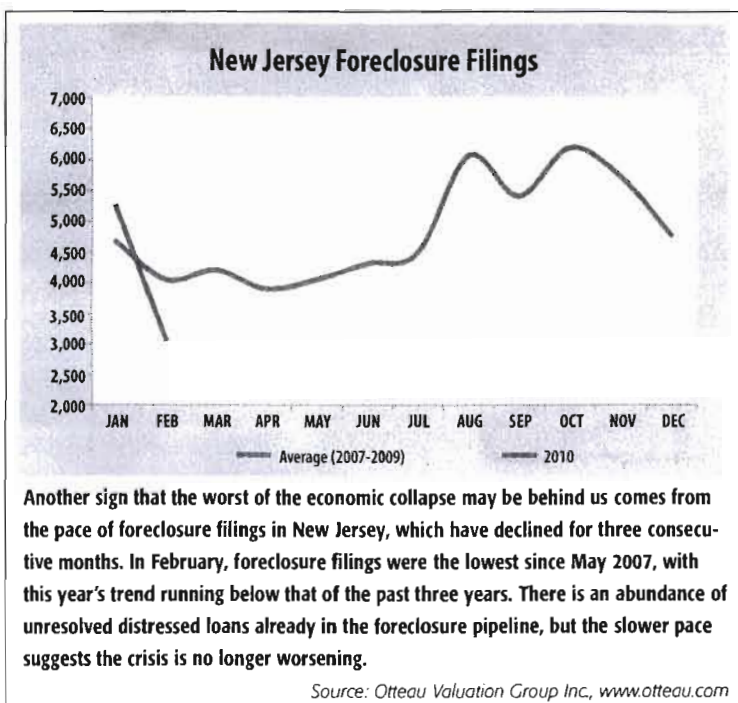 New Jersey Foreclosure Filings
7,000
6,500
6,000
5,500
5,000
4,500
4,000
3,500
3,000
2,500
2,000
JAN FEB MAR APR MAY JUN JUL AUG SEP OCT NOV DEC
Average (2007-2009) 2010
Another sign that the worst of the economic collapse may be behind us comes from
the pace of foreclosure filings in New Jersey, which have declined for three consecu-
tive months. In February, foreclosure filings were the lowest since May 2007, with
this year's trend running below that of the past three years. There is an abundance of
unresolved distressed loans already in the foreclosure pipeline, but the slower pace
suggests the crisis is no longer worsening.
Source: Otteau Valuation Group Inc., www.otteau.com